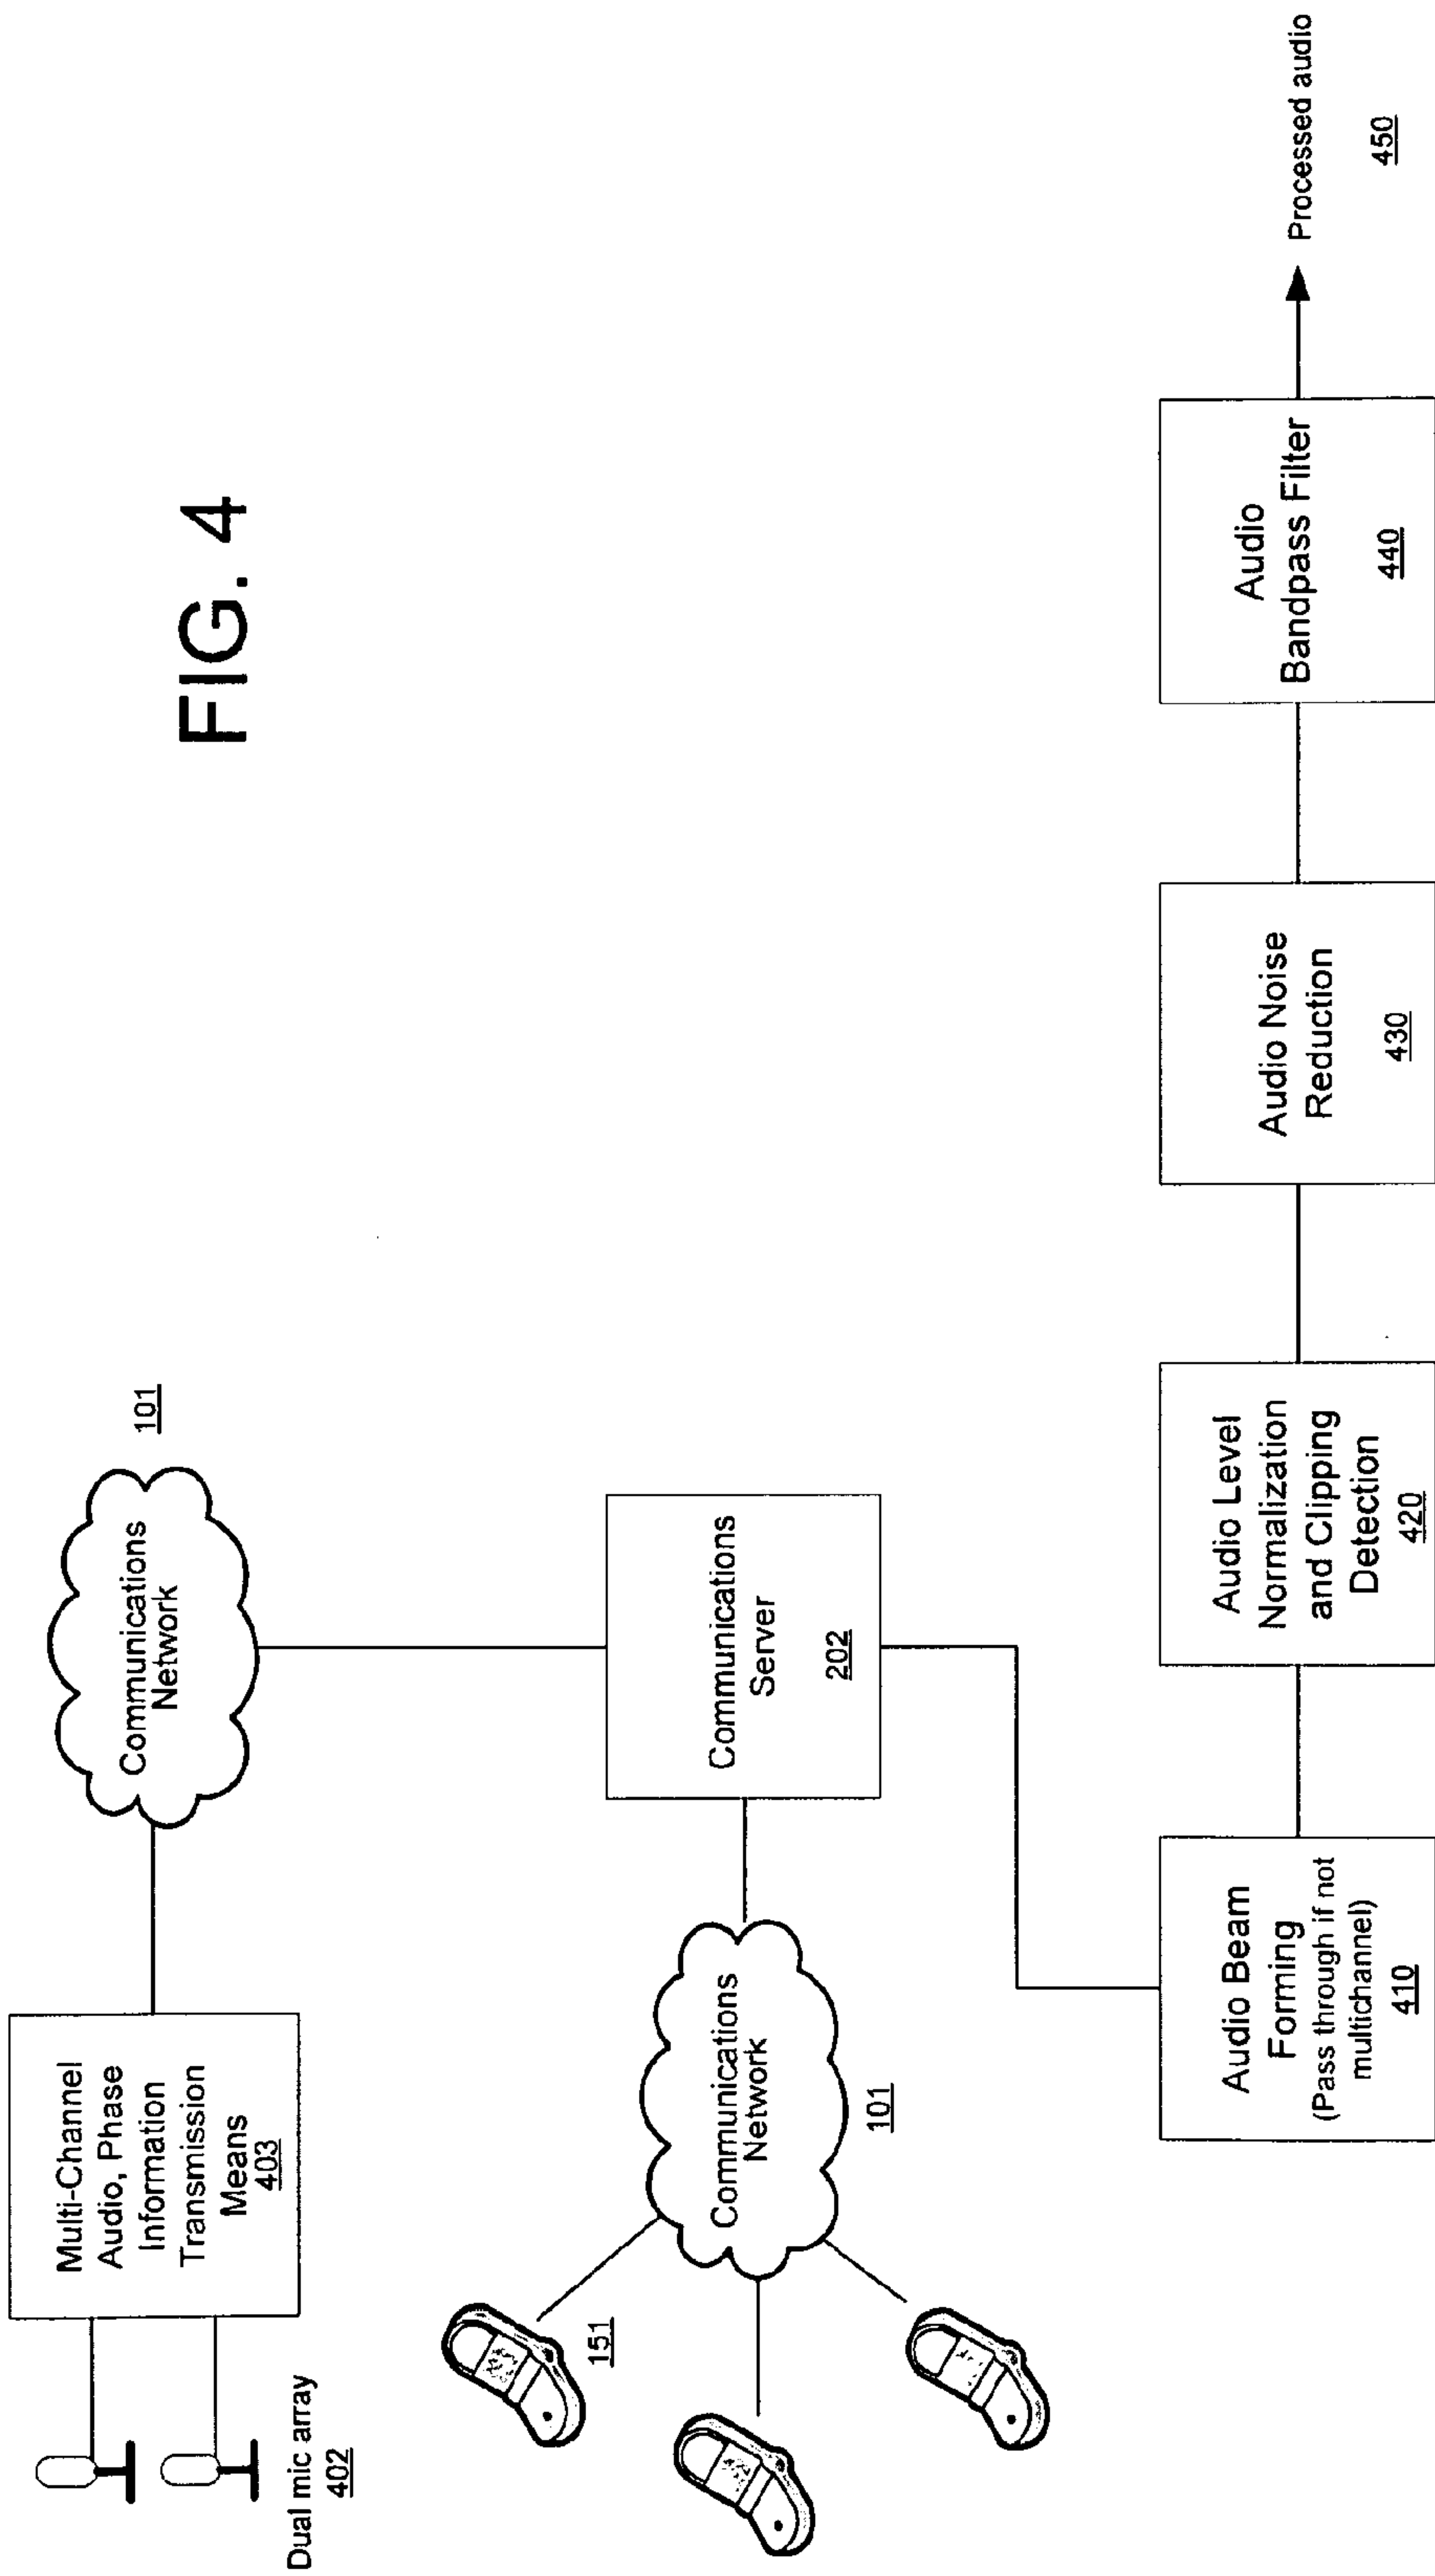 FIG. 4
Dual mic array
402
Multi-Channel
Audio, Phase
Information
Transmission
Means
403
Communications
Network
101
151
Communications
Network
101
Communications
Server
202
Audio Beam
Forming
(Pass through if not
multichannel)
410
Audio Level
Normalization
and Clipping
Detection
420
Audio Noise
Reduction
430
Audio
Bandpass Filter
440
Processed audio
450